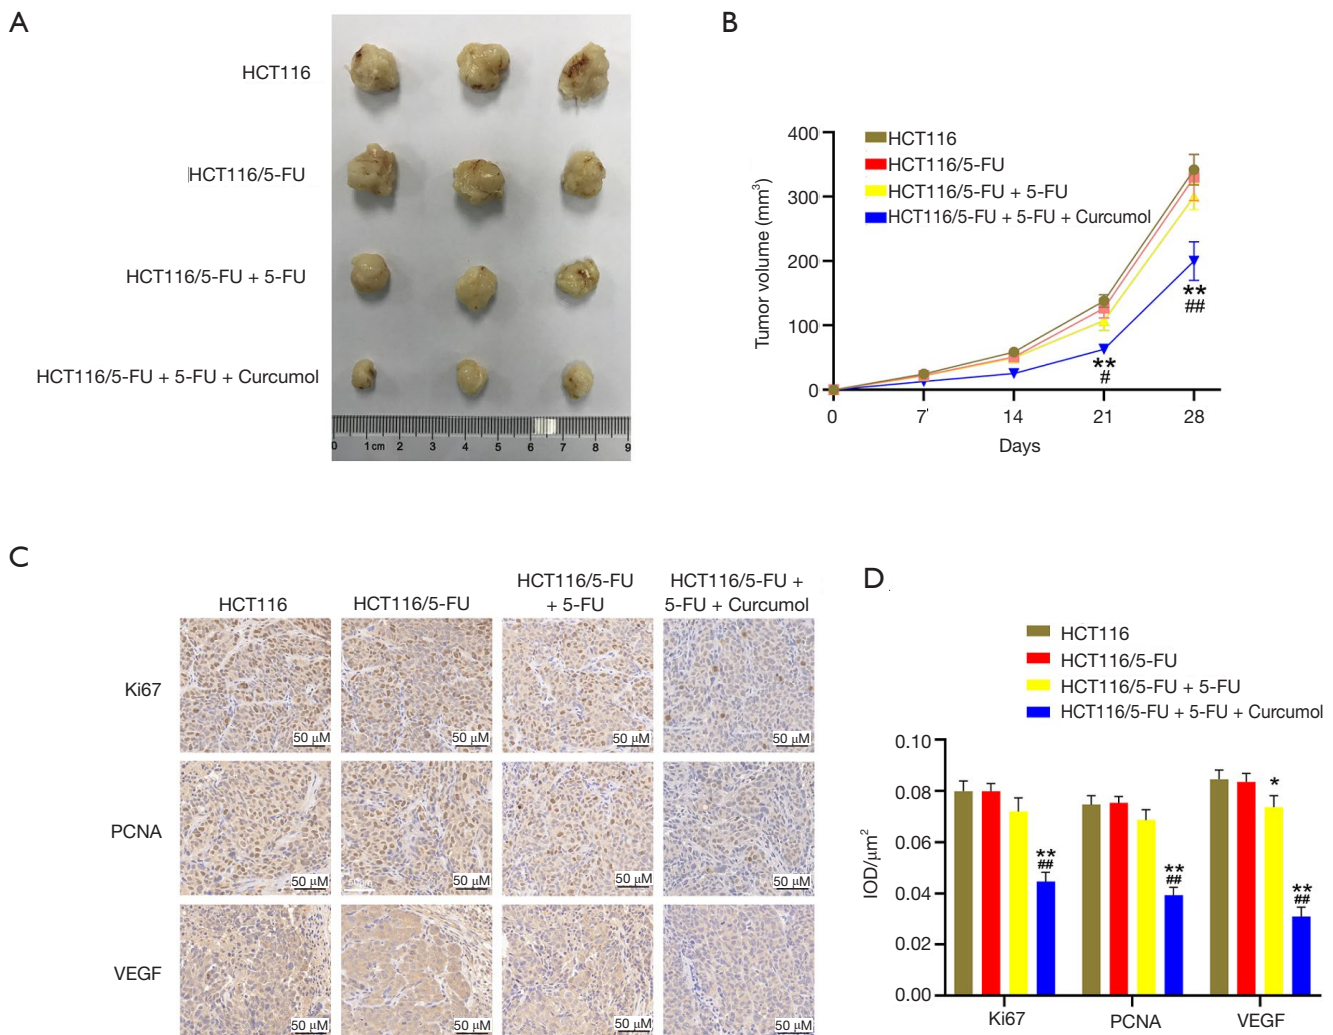 A
HCT116
HCT116/5-FU
HCT116/5-FU + 5-FU
HCT116/5-FU + 5-FU + Curcumol
0 1cm 2 3 4 5 6 7 8 9
B
HCT116
HCT116/5-FU
HCT116/5-FU + 5-FU
HCT116/5-FU + 5-FU + Curcumol
Tumor volume (mm³)
400
300
200
100
0
**
#
**
##
0 7 14 21 28
Days
C
HCT116
HCT116/5-FU
HCT116/5-FU
+ 5-FU
HCT116/5-FU +
5-FU + Curcumol
Ki67
50 μM 50 μM 50 μM 50 μM
PCNA
50 μM 50 μM 50 μM 50 μM
VEGF
50 μM 50 μM 50 μM 50 μM
D
HCT116
HCT116/5-FU
HCT116/5-FU + 5-FU
HCT116/5-FU + 5-FU + Curcumol
IOD/μm²
0.10
0.08
0.06
0.04
0.02
0.00
**
##
**
##
*
**
##
Ki67 PCNA VEGF